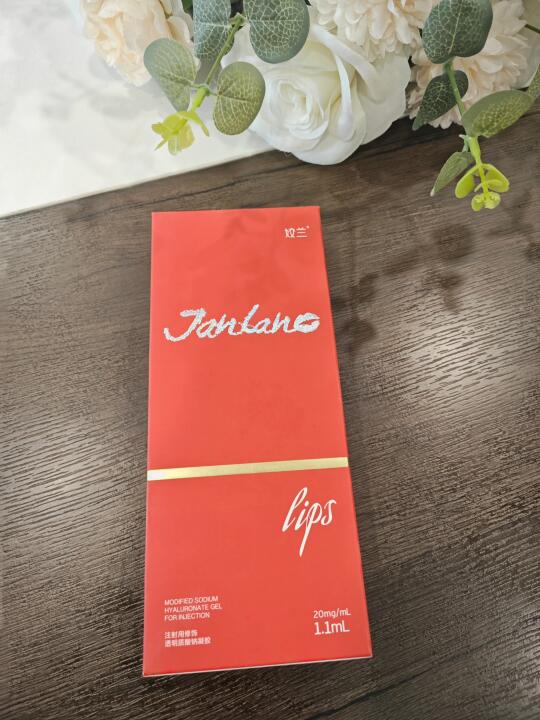 姣兰
Janlane
lips
MODIFIED SODIUM
HYALURONATE GEL
FOR INJECTION
注射用修饰
透明质酸钠凝胶
20mg/mL
1.1mL